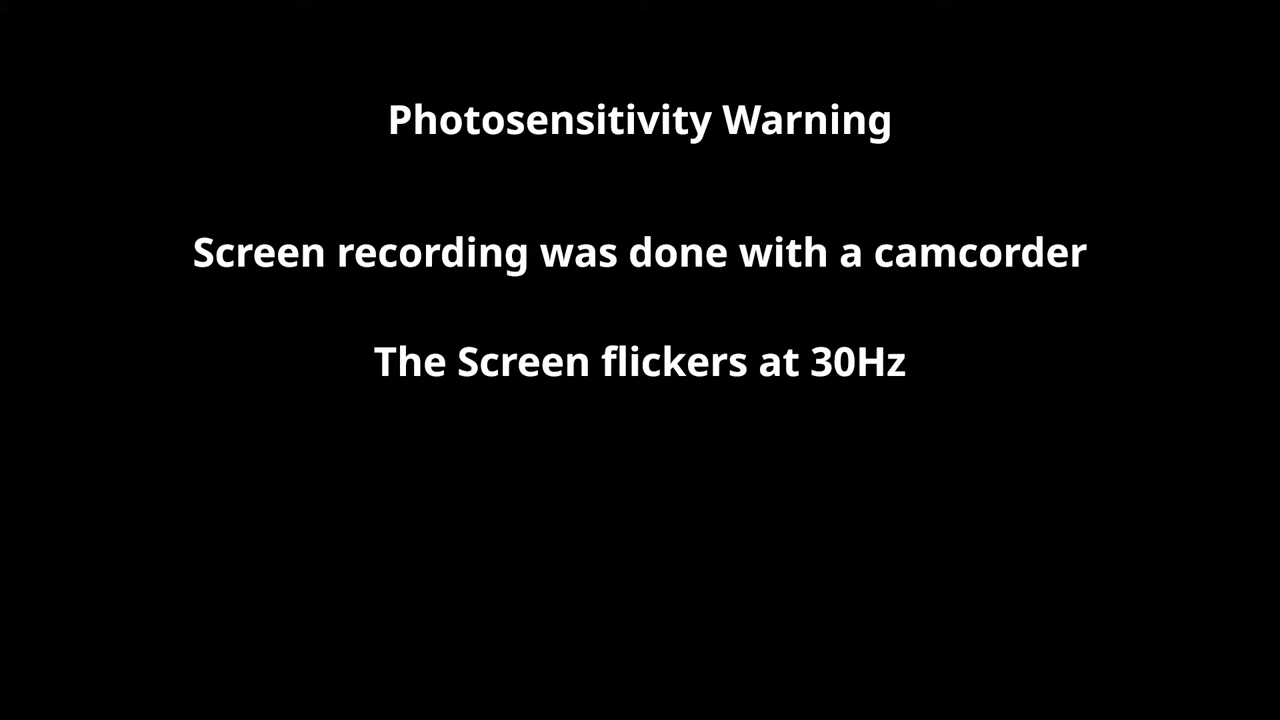 Photosensitivity Warning
Screen recording was done with a camcorder
The Screen flickers at 30Hz